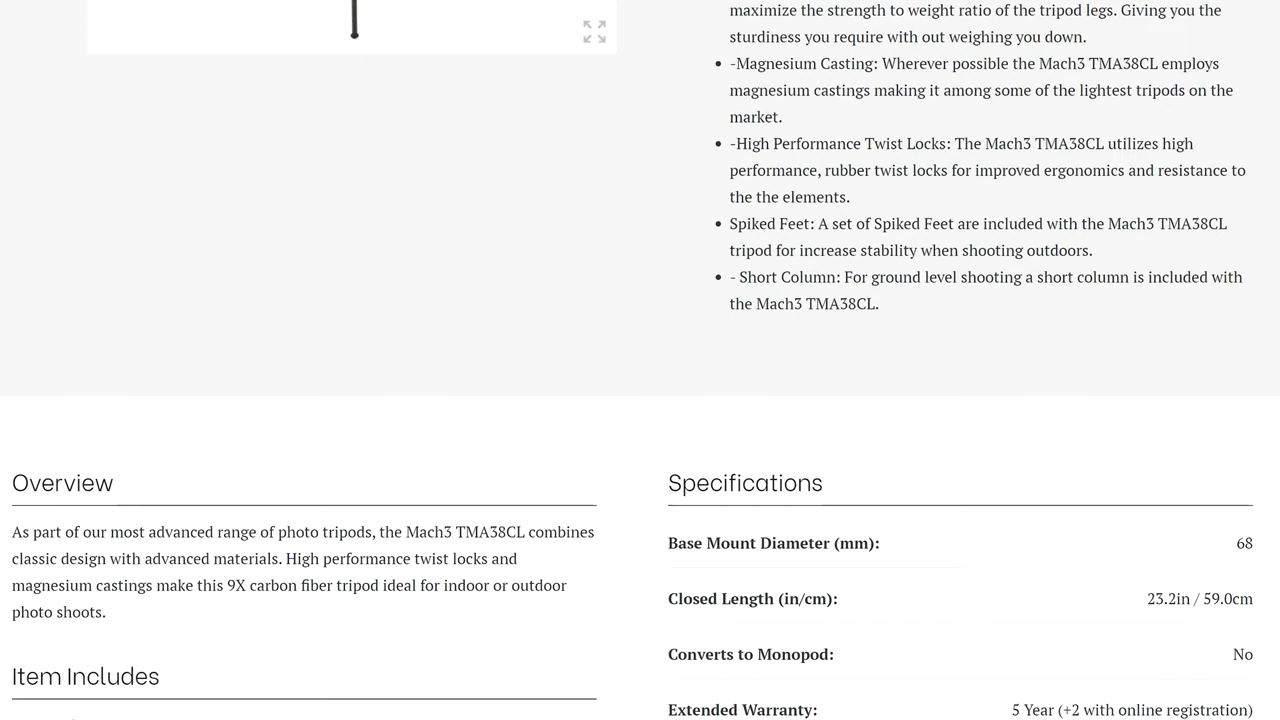 maximize the strength to weight ratio of the tripod legs. Giving you the
sturdiness you require with out weighing you down.
-Magnesium Casting: Wherever possible the Mach3 TMA38CL employs
magnesium castings making it among some of the lightest tripods on the
market.
-High Performance Twist Locks: The Mach3 TMA38CL utilizes high
performance, rubber twist locks for improved ergonomics and resistance to
the the elements.
Spiked Feet: A set of Spiked Feet are included with the Mach3 TMA38CL
tripod for increase stability when shooting outdoors.
- Short Column: For ground level shooting a short column is included with
the Mach3 TMA38CL.
Overview
As part of our most advanced range of photo tripods, the Mach3 TMA38CL combines
classic design with advanced materials. High performance twist locks and
magnesium castings make this 9X carbon fiber tripod ideal for indoor or outdoor
photo shoots.
Item Includes
Specifications
Base Mount Diameter (mm): 68
Closed Length (in/cm): 23.2in / 59.0cm
Converts to Monopod: No
Extended Warranty: 5 Year (+2 with online registration)